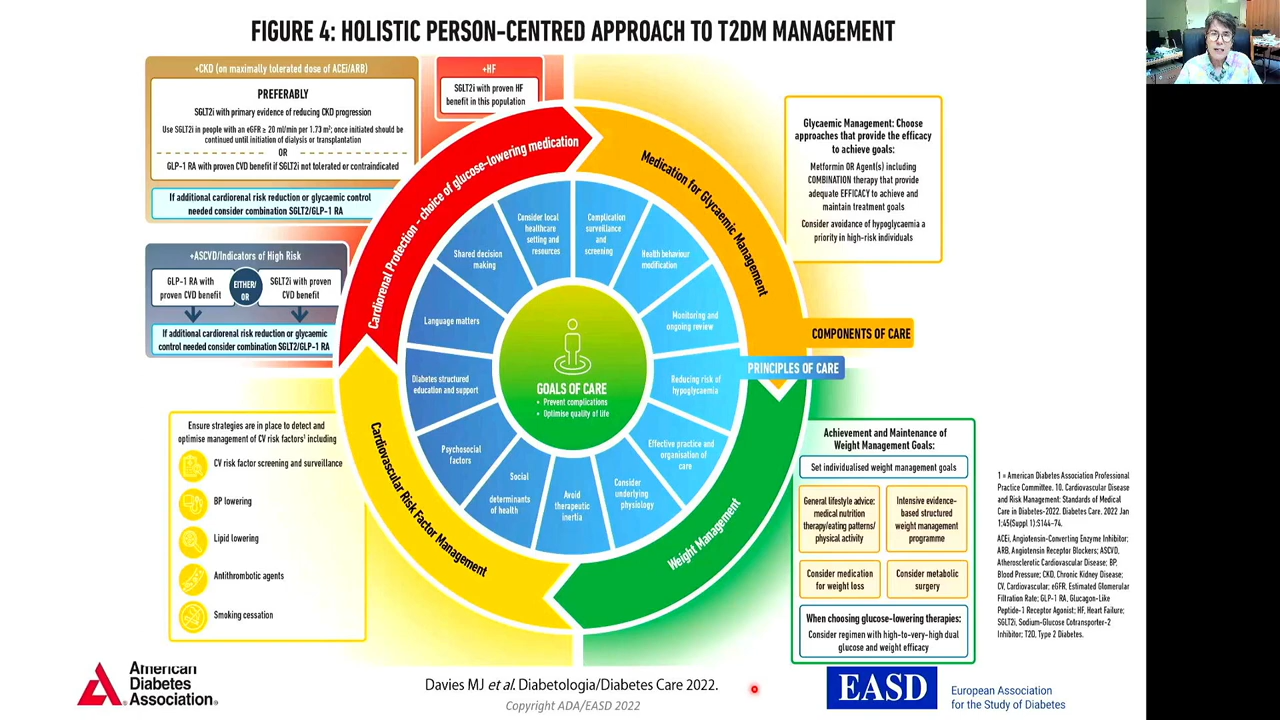 FIGURE 4: HOLISTIC PERSON-CENTRED APPROACH TO T2DM MANAGEMENT
+CKD (on maximally tolerated dose of ACEi/ARB)
PREFERABLY
SGLT2i with primary evidence of reducing CKD progression
Use SGLT2i in people with an eGFR ≥ 20 ml/min per 1.73 m²; once initiated should be
continued until initiation of dialysis or transplantation
OR
GLP-1 RA with proven CVD benefit if SGLT2i not tolerated or contraindicated
If additional cardiorenal risk reduction or glycaemic control
needed consider combination SGLT2/GLP-1 RA
+HF
SGLT2i with proven HF
benefit in this population
+ASCVD/Indicators of High Risk
GLP-1 RA with
proven CVD benefit
EITHER/
OR
SGLT2i with proven
CVD benefit
If additional cardiorenal risk reduction or glycaemic
control needed consider combination SGLT2/GLP-1 RA
Ensure strategies are in place to detect and
optimise management of CV risk factors¹ including
CV risk factor screening and surveillance
BP lowering
Lipid lowering
Antithrombotic agents
Smoking cessation
Cardiorenal Protection - choice of glucose-lowering medication
Medication for Glycaemic Management
Weight Management
Cardiovascular Risk Factor Management
Consider local
healthcare
setting and
resources
Complication
surveillance
and
screening
Health behaviour
modification
Monitoring and
ongoing review
Reducing risk of
hypoglycaemia
Effective practice and
organisation of
care
Consider
underlying
physiology
Avoid
therapeutic
inertia
Social
determinants
of health
Psychosocial
factors
Diabetes structured
education and support
Language matters
Shared decision
making
GOALS OF CARE
• Prevent complications
• Optimise quality of life
COMPONENTS OF CARE
PRINCIPLES OF CARE
Glycaemic Management: Choose
approaches that provide the efficacy
to achieve goals:
Metformin OR Agent(s) including
COMBINATION therapy that provide
adequate EFFICACY to achieve and
maintain treatment goals
Consider avoidance of hypoglycaemia a
priority in high-risk individuals
Achievement and Maintenance of
Weight Management Goals:
Set individualised weight management goals
General lifestyle advice:
medical nutrition
therapy/eating patterns/
physical activity
Intensive evidence-
based structured
weight management
programme
Consider medication
for weight loss
Consider metabolic
surgery
When choosing glucose-lowering therapies:
Consider regimen with high-to-very-high dual
glucose and weight efficacy
1 = American Diabetes Association Professional
Practice Committee. 10. Cardiovascular Disease
and Risk Management: Standards of Medical
Care in Diabetes-2022. Diabetes Care. 2022 Jan
1;45(Suppl 1):S144–74.
ACEi, Angiotensin-Converting Enzyme Inhibitor;
ARB, Angiotensin Receptor Blockers; ASCVD,
Atherosclerotic Cardiovascular Disease; BP,
Blood Pressure; CKD, Chronic Kidney Disease;
CV, Cardiovascular; eGFR, Estimated Glomerular
Filtration Rate; GLP-1 RA, Glucagon-Like
Peptide-1 Receptor Agonist; HF, Heart Failure;
SGLT2i, Sodium-Glucose Cotransporter-2
Inhibitor; T2D, Type 2 Diabetes.
American
Diabetes
Association®
Davies MJ et al. Diabetologia/Diabetes Care 2022.
Copyright ADA/EASD 2022
EASD
European Association
for the Study of Diabetes